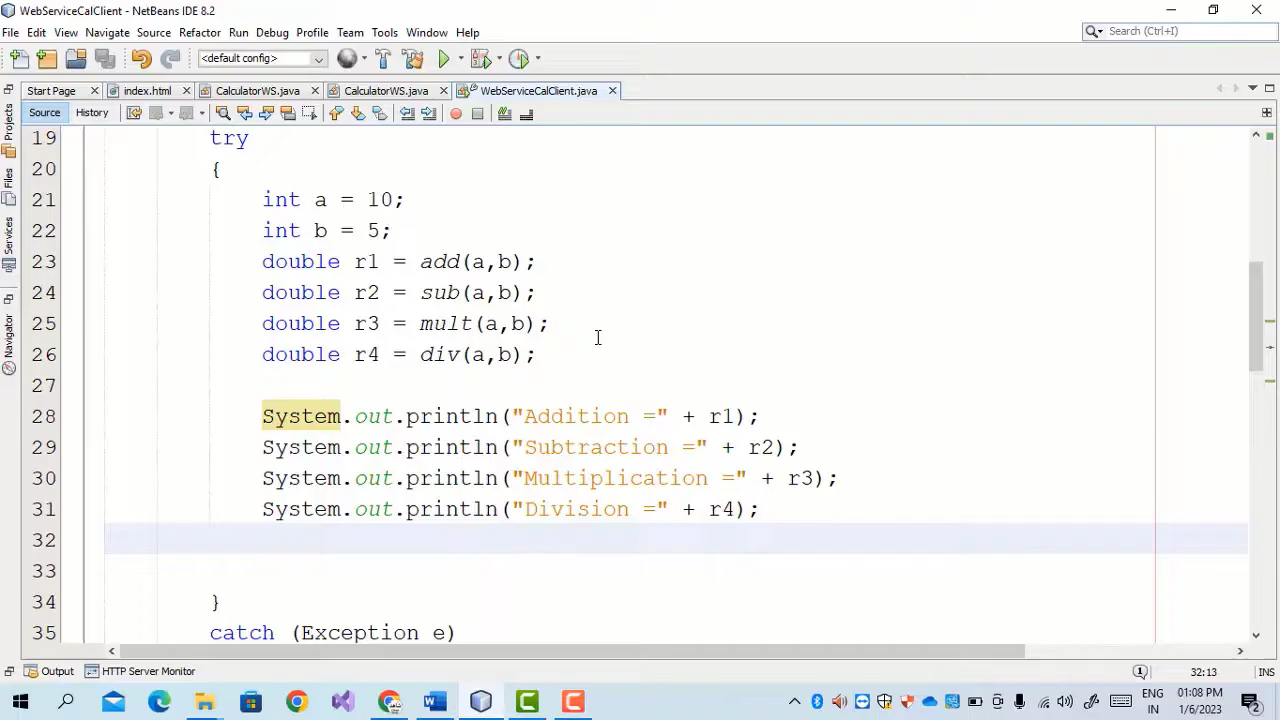 WebServiceCalClient - NetBeans IDE 8.2
File Edit View Navigate Source Refactor Run Debug Profile Team Tools Window Help
Search (Ctrl+I)
<default config>
Start Page index.html CalculatorWS.java CalculatorWS.java WebServiceCalClient.java
Source History
Projects
Files
Services
Navigator
19 try
20 {
21 int a = 10;
22 int b = 5;
23 double r1 = add(a,b);
24 double r2 = sub(a,b);
25 double r3 = mult(a,b);
26 double r4 = div(a,b);
27
28 System.out.println("Addition =" + r1);
29 System.out.println("Subtraction =" + r2);
30 System.out.println("Multiplication =" + r3);
31 System.out.println("Division =" + r4);
32
33
34 }
35 catch (Exception e)
Output HTTP Server Monitor
32:13 INS
ENG 01:08 PM
IN 1/6/2023
2